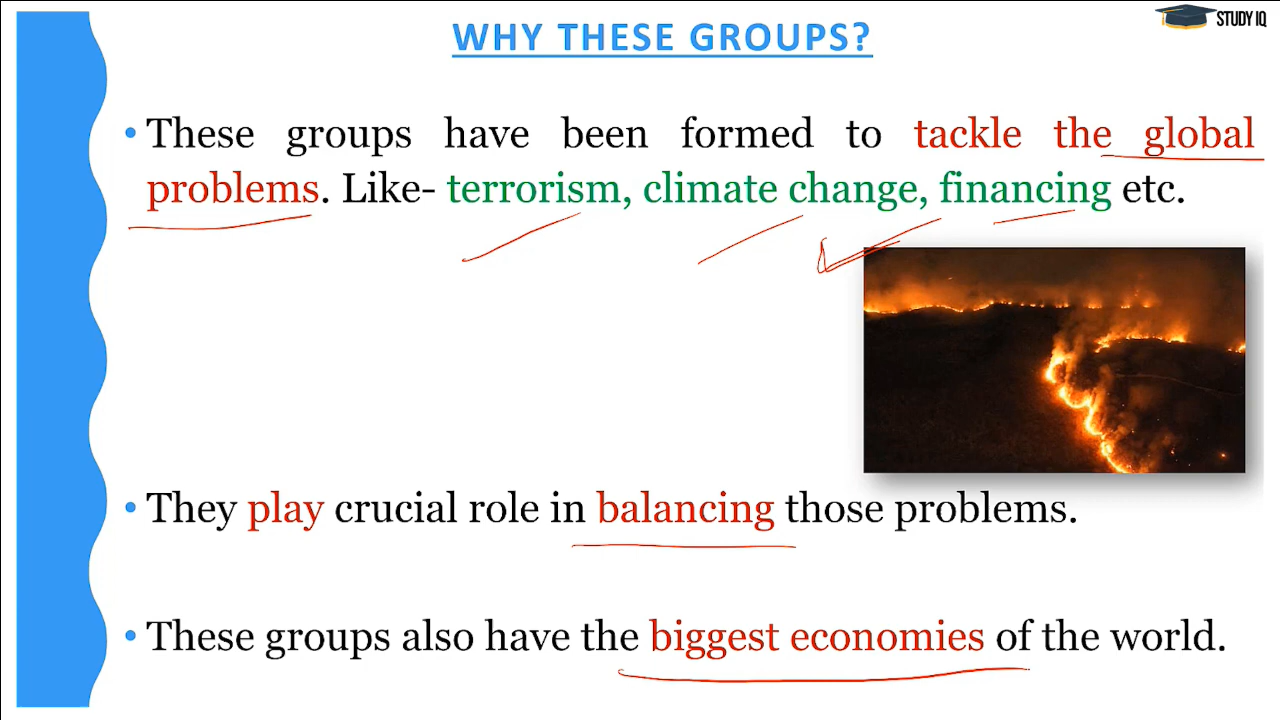 STUDY IQ
WHY THESE GROUPS?
• These groups have been formed to tackle the global
problems. Like- terrorism, climate change, financing etc.
• They play crucial role in balancing those problems.
• These groups also have the biggest economies of the world.